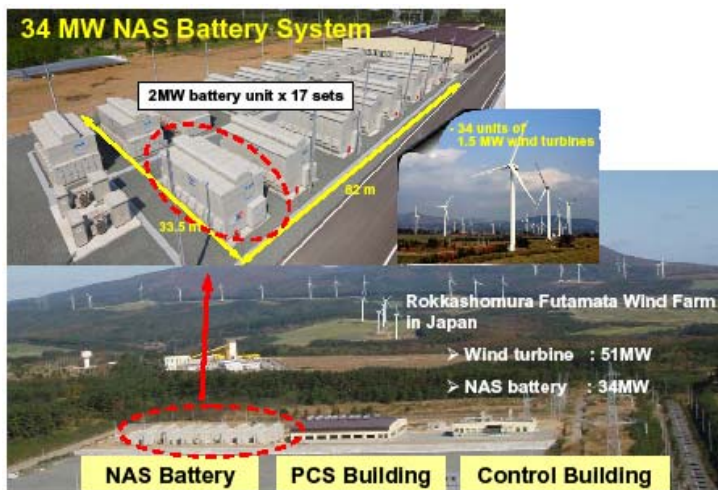 34 MW NAS Battery System
2MW battery unit x 17 sets
- 34 units of
1.5 MW wind turbines
82 m
33.5 m
Rokkashomura Futamata Wind Farm
in Japan
➢ Wind turbine : 51MW
➢ NAS battery : 34MW
NAS Battery
PCS Building
Control Building